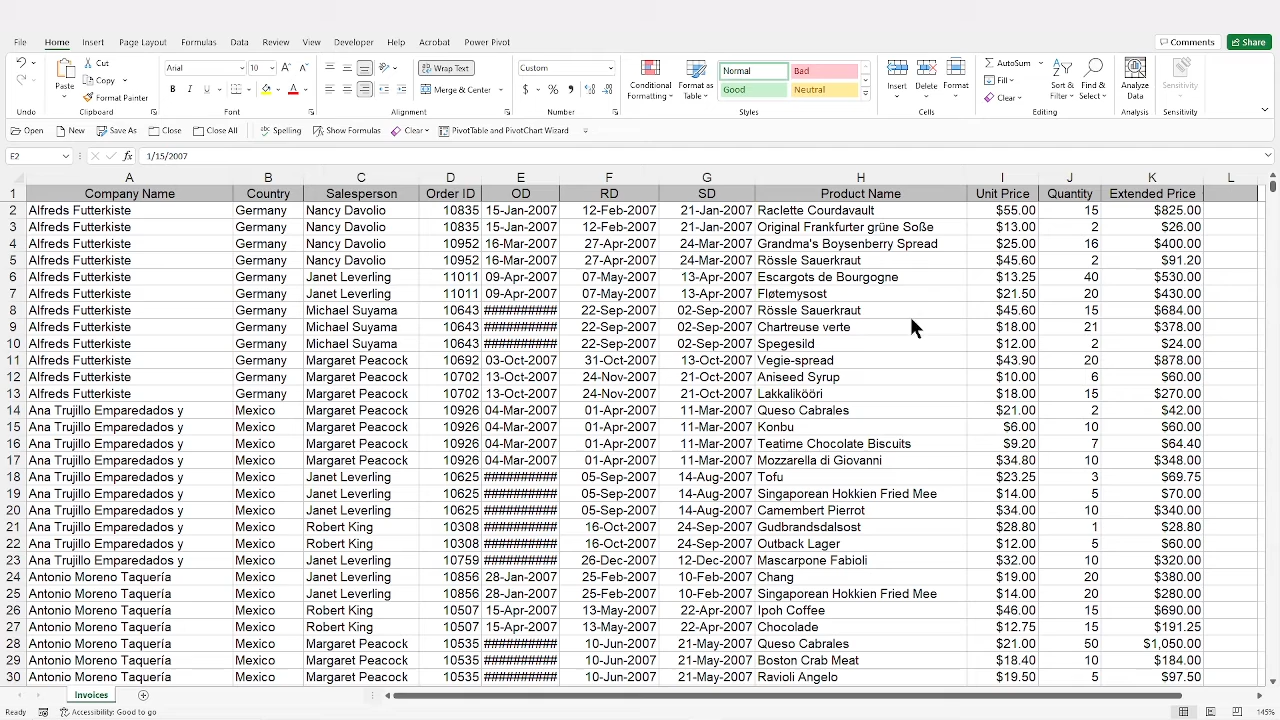 File Home Insert Page Layout Formulas Data Review View Developer Help Acrobat Power Pivot Comments Share
Cut Arial 10 Wrap Text Custom Normal Bad AutoSum
Copy Paste Conditional Formatting Format as Table Insert Delete Format Fill Sort & Filter Find & Select Analyze Data Sensitivity
Format Painter B I U A Merge & Center $ % Good Neutral Clear
Undo Clipboard Font Alignment Number Styles Cells Editing Analysis Sensitivity
Open New Save As Close Close All Spelling Show Formulas Clear PivotTable and PivotChart Wizard
E2 fx 1/15/2007
A B C D E F G H I J K L
1 Company Name Country Salesperson Order ID OD RD SD Product Name Unit Price Quantity Extended Price
2 Alfreds Futterkiste Germany Nancy Davolio 10835 15-Jan-2007 12-Feb-2007 21-Jan-2007 Raclette Courdavault $55.00 15 $825.00
3 Alfreds Futterkiste Germany Nancy Davolio 10835 15-Jan-2007 12-Feb-2007 21-Jan-2007 Original Frankfurter grüne Soße $13.00 2 $26.00
4 Alfreds Futterkiste Germany Nancy Davolio 10952 16-Mar-2007 27-Apr-2007 24-Mar-2007 Grandma's Boysenberry Spread $25.00 16 $400.00
5 Alfreds Futterkiste Germany Nancy Davolio 10952 16-Mar-2007 27-Apr-2007 24-Mar-2007 Rössle Sauerkraut $45.60 2 $91.20
6 Alfreds Futterkiste Germany Janet Leverling 11011 09-Apr-2007 07-May-2007 13-Apr-2007 Escargots de Bourgogne $13.25 40 $530.00
7 Alfreds Futterkiste Germany Janet Leverling 11011 09-Apr-2007 07-May-2007 13-Apr-2007 Fløtemysost $21.50 20 $430.00
8 Alfreds Futterkiste Germany Michael Suyama 10643 ########## 22-Sep-2007 02-Sep-2007 Rössle Sauerkraut $45.60 15 $684.00
9 Alfreds Futterkiste Germany Michael Suyama 10643 ########## 22-Sep-2007 02-Sep-2007 Chartreuse verte $18.00 21 $378.00
10 Alfreds Futterkiste Germany Michael Suyama 10643 ########## 22-Sep-2007 02-Sep-2007 Spegesild $12.00 2 $24.00
11 Alfreds Futterkiste Germany Margaret Peacock 10692 03-Oct-2007 31-Oct-2007 13-Oct-2007 Vegie-spread $43.90 20 $878.00
12 Alfreds Futterkiste Germany Margaret Peacock 10702 13-Oct-2007 24-Nov-2007 21-Oct-2007 Aniseed Syrup $10.00 6 $60.00
13 Alfreds Futterkiste Germany Margaret Peacock 10702 13-Oct-2007 24-Nov-2007 21-Oct-2007 Lakkalikööri $18.00 15 $270.00
14 Ana Trujillo Emparedados y Mexico Margaret Peacock 10926 04-Mar-2007 01-Apr-2007 11-Mar-2007 Queso Cabrales $21.00 2 $42.00
15 Ana Trujillo Emparedados y Mexico Margaret Peacock 10926 04-Mar-2007 01-Apr-2007 11-Mar-2007 Konbu $6.00 10 $60.00
16 Ana Trujillo Emparedados y Mexico Margaret Peacock 10926 04-Mar-2007 01-Apr-2007 11-Mar-2007 Teatime Chocolate Biscuits $9.20 7 $64.40
17 Ana Trujillo Emparedados y Mexico Margaret Peacock 10926 04-Mar-2007 01-Apr-2007 11-Mar-2007 Mozzarella di Giovanni $34.80 10 $348.00
18 Ana Trujillo Emparedados y Mexico Janet Leverling 10625 ########## 05-Sep-2007 14-Aug-2007 Tofu $23.25 3 $69.75
19 Ana Trujillo Emparedados y Mexico Janet Leverling 10625 ########## 05-Sep-2007 14-Aug-2007 Singaporean Hokkien Fried Mee $14.00 5 $70.00
20 Ana Trujillo Emparedados y Mexico Janet Leverling 10625 ########## 05-Sep-2007 14-Aug-2007 Camembert Pierrot $34.00 10 $340.00
21 Ana Trujillo Emparedados y Mexico Robert King 10308 ########## 16-Oct-2007 24-Sep-2007 Gudbrandsdalsost $28.80 1 $28.80
22 Ana Trujillo Emparedados y Mexico Robert King 10308 ########## 16-Oct-2007 24-Sep-2007 Outback Lager $12.00 5 $60.00
23 Ana Trujillo Emparedados y Mexico Janet Leverling 10759 ########## 26-Dec-2007 12-Dec-2007 Mascarpone Fabioli $32.00 10 $320.00
24 Antonio Moreno Taquería Mexico Janet Leverling 10856 28-Jan-2007 25-Feb-2007 10-Feb-2007 Chang $19.00 20 $380.00
25 Antonio Moreno Taquería Mexico Janet Leverling 10856 28-Jan-2007 25-Feb-2007 10-Feb-2007 Singaporean Hokkien Fried Mee $14.00 20 $280.00
26 Antonio Moreno Taquería Mexico Robert King 10507 15-Apr-2007 13-May-2007 22-Apr-2007 Ipoh Coffee $46.00 15 $690.00
27 Antonio Moreno Taquería Mexico Robert King 10507 15-Apr-2007 13-May-2007 22-Apr-2007 Chocolade $12.75 15 $191.25
28 Antonio Moreno Taquería Mexico Margaret Peacock 10535 ########## 10-Jun-2007 21-May-2007 Queso Cabrales $21.00 50 $1,050.00
29 Antonio Moreno Taquería Mexico Margaret Peacock 10535 ########## 10-Jun-2007 21-May-2007 Boston Crab Meat $18.40 10 $184.00
30 Antonio Moreno Taquería Mexico Margaret Peacock 10535 ########## 10-Jun-2007 21-May-2007 Ravioli Angelo $19.50 5 $97.50
Invoices
Ready Accessibility: Good to go 145%